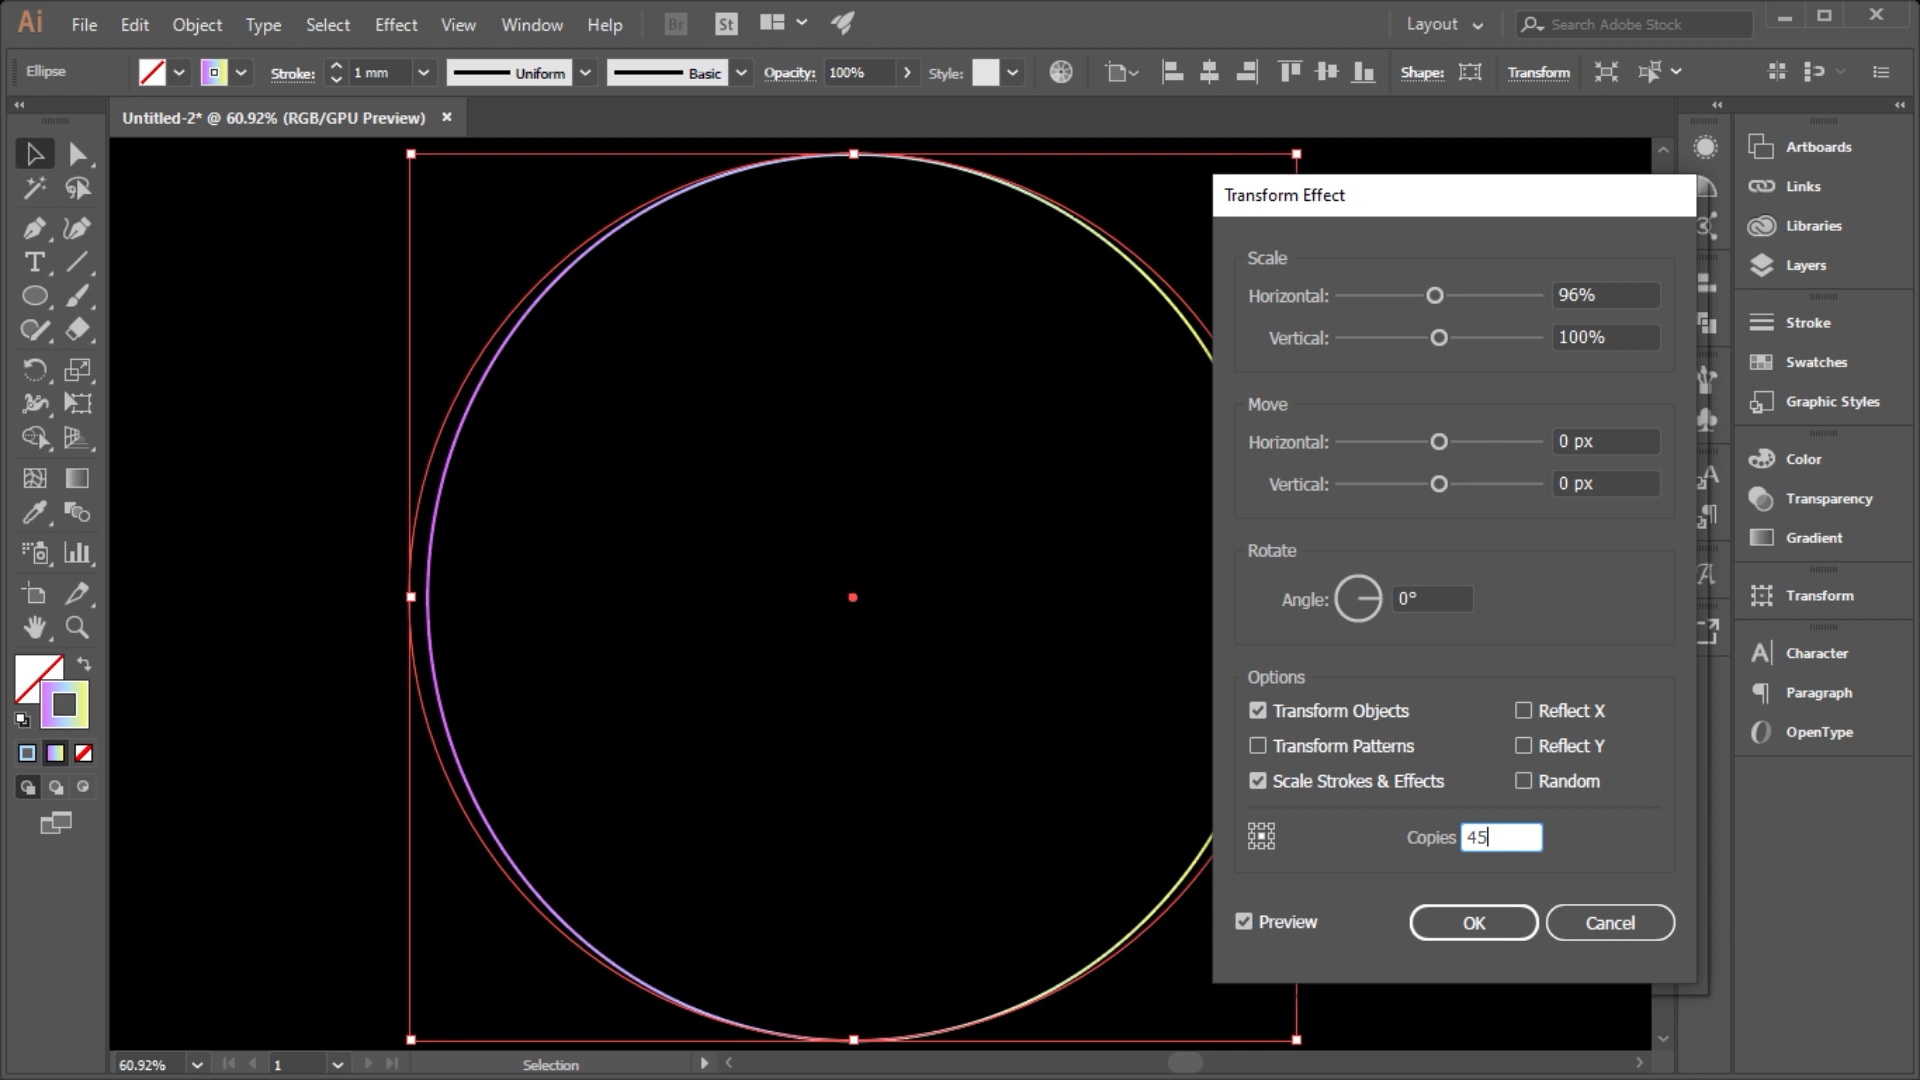 Ai File Edit Object Type Select Effect View Window Help Br St Layout Search Adobe Stock
Ellipse Stroke: 1 mm Uniform Basic Opacity: 100% Style: Shape: Transform
Untitled-2* @ 60.92% (RGB/GPU Preview) ×
Transform Effect
Scale
Horizontal: 96%
Vertical: 100%
Move
Horizontal: 0 px
Vertical: 0 px
Rotate
Angle: 0°
Options
Transform Objects Reflect X
Transform Patterns Reflect Y
Scale Strokes & Effects Random
Copies 45
Preview OK Cancel
Artboards
Links
Libraries
Layers
Stroke
Swatches
Graphic Styles
Color
Transparency
Gradient
Transform
Character
Paragraph
OpenType
60.92% 1 Selection